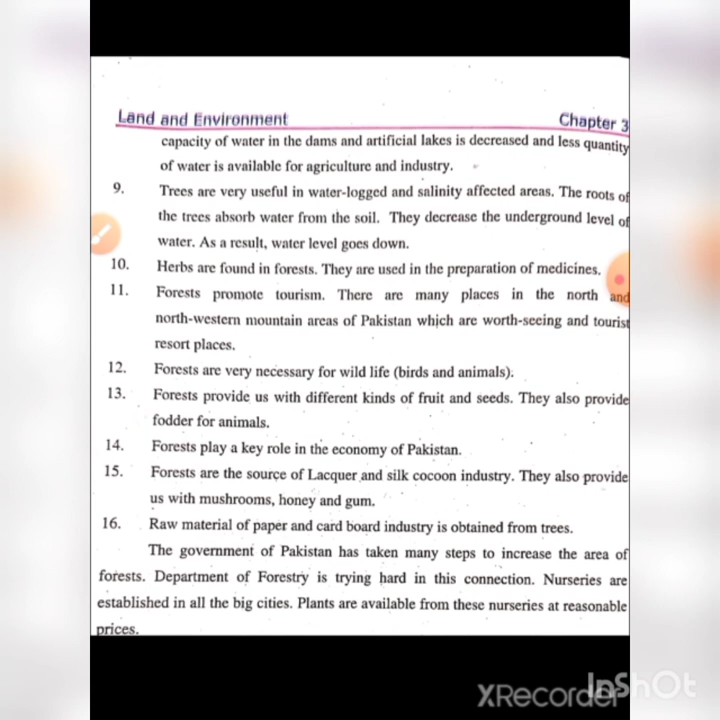 Land and Environment Chapter 3
capacity of water in the dams and artificial lakes is decreased and less quantity
of water is available for agriculture and industry.
9. Trees are very useful in water-logged and salinity affected areas. The roots of
the trees absorb water from the soil. They decrease the underground level of
water. As a result, water level goes down.
10. Herbs are found in forests. They are used in the preparation of medicines.
11. Forests promote tourism. There are many places in the north and
north-western mountain areas of Pakistan which are worth-seeing and tourist
resort places.
12. Forests are very necessary for wild life (birds and animals).
13. Forests provide us with different kinds of fruit and seeds. They also provide
fodder for animals.
14. Forests play a key role in the economy of Pakistan.
15. Forests are the source of Lacquer and silk cocoon industry. They also provide
us with mushrooms, honey and gum.
16. Raw material of paper and card board industry is obtained from trees.
The government of Pakistan has taken many steps to increase the area of
forests. Department of Forestry is trying hard in this connection. Nurseries are
established in all the big cities. Plants are available from these nurseries at reasonable
prices.
XRecorder
InShOt